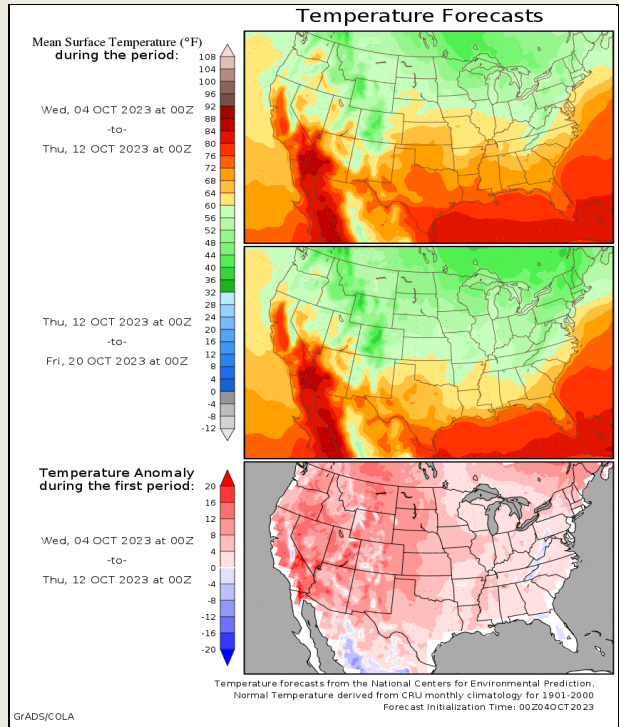 Temperature Forecasts
Mean Surface Temperature (°F)
during the period:
Wed, 04 OCT 2023 at 00Z
-to-
Thu, 12 OCT 2023 at 00Z
108
104
100
96
92
88
84
80
76
72
68
64
60
56
52
48
44
36
32
28
24
20
16
12
8
4
0
-4
-8
-12
Thu, 12 OCT 2023 at 00Z
-to-
Fri, 20 OCT 2023 at 00Z
Temperature Anomaly
during the first period:
Wed, 04 OCT 2023 at 00Z
-to-
Thu, 12 OCT 2023 at 00Z
20
16
12
8
4
0
-4
-8
-12
-16
-20
Temperature forecasts from the National Centers for Environmental Prediction.
Normal Temperature derived from CRU monthly climatology for 1901-2000
Forecast Initialization Time: 00Z04OCT2023
GrADS/COLA